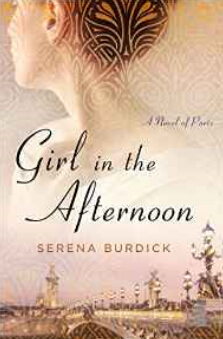 A Novel of Paris
Girl in the
Afternoon
SERENA BURDICK